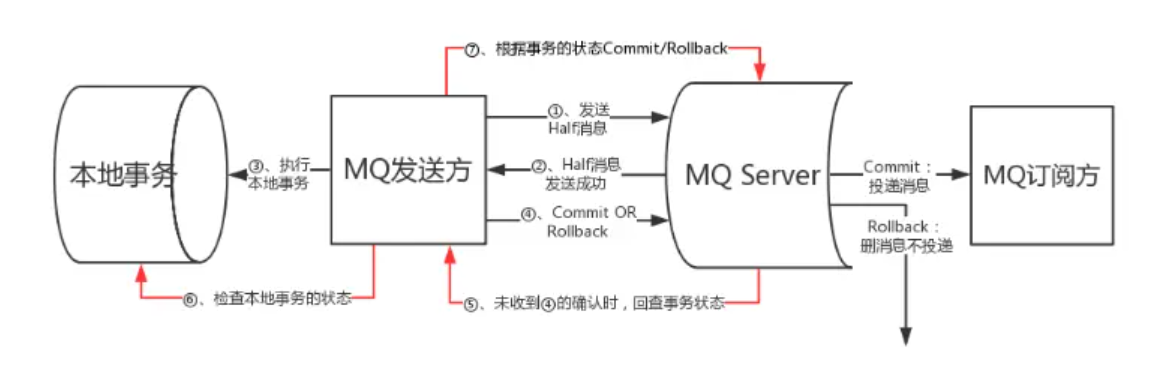 ⑦、根据事务的状态Commit/Rollback
①、发送
Half消息
本地事务
③、执行
本地事务
MQ发送方
②、Half消息
发送成功
MQ Server
Commit：
投递消息
MQ订阅方
④、Commit OR
Rollback
Rollback：
删消息不投递
⑥、检查本地事务的状态
⑤、未收到④的确认时，回查事务状态